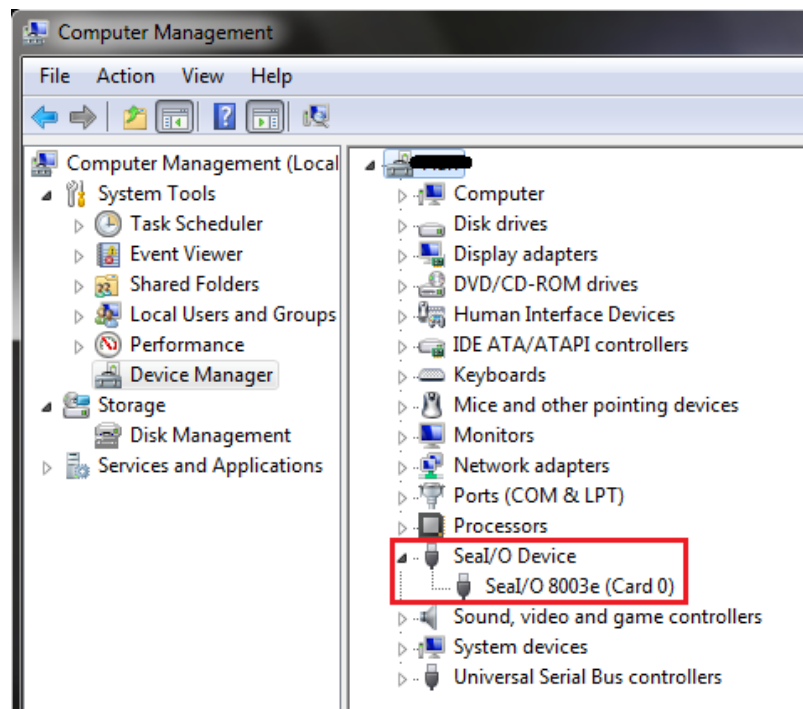 Computer Management
File Action View Help
Computer Management (Local
System Tools
Task Scheduler
Event Viewer
Shared Folders
Local Users and Groups
Performance
Device Manager
Storage
Disk Management
Services and Applications
Computer
Disk drives
Display adapters
DVD/CD-ROM drives
Human Interface Devices
IDE ATA/ATAPI controllers
Keyboards
Mice and other pointing devices
Monitors
Network adapters
Ports (COM & LPT)
Processors
SeaI/O Device
SeaI/O 8003e (Card 0)
Sound, video and game controllers
System devices
Universal Serial Bus controllers